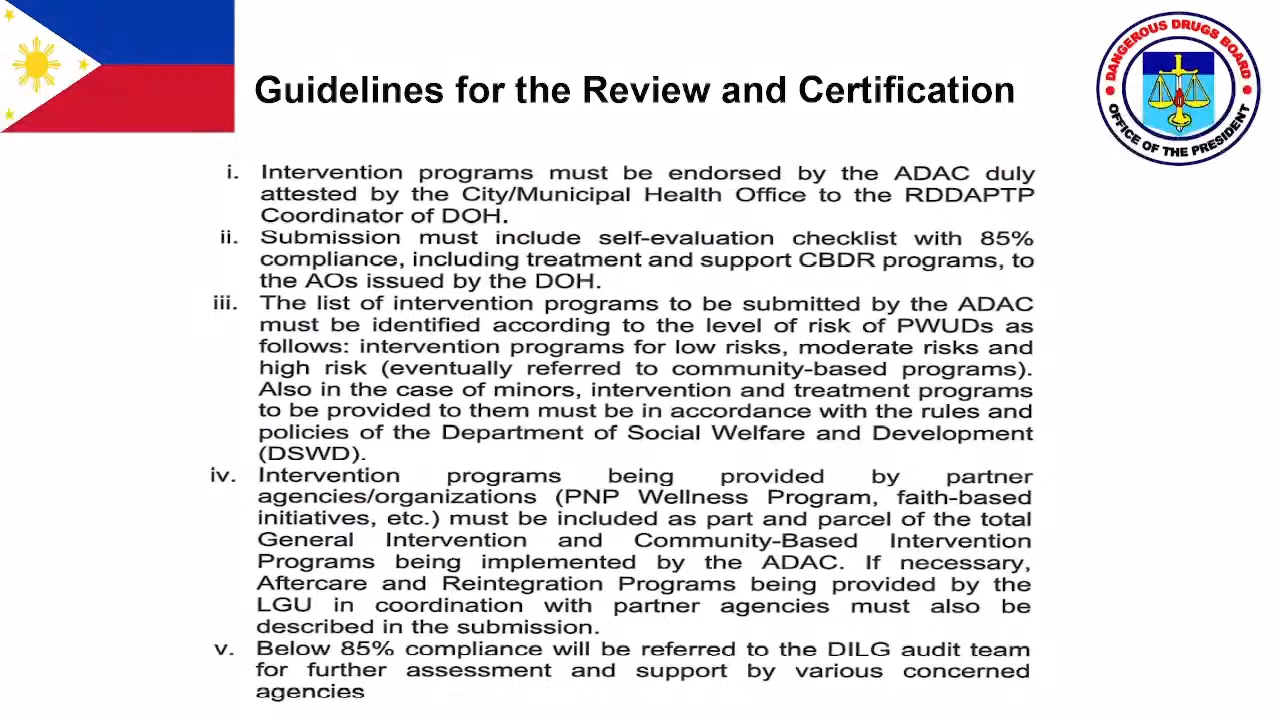 Guidelines for the Review and Certification
DANGEROUS DRUGS BOARD
OFFICE OF THE PRESIDENT
i. Intervention programs must be endorsed by the ADAC duly
attested by the City/Municipal Health Office to the RDDAPTP
Coordinator of DOH.
ii. Submission must include self-evaluation checklist with 85%
compliance, including treatment and support CBDR programs, to
the AOs issued by the DOH.
iii. The list of intervention programs to be submitted by the ADAC
must be identified according to the level of risk of PWUDs as
follows: intervention programs for low risks, moderate risks and
high risk (eventually referred to community-based programs).
Also in the case of minors, intervention and treatment programs
to be provided to them must be in accordance with the rules and
policies of the Department of Social Welfare and Development
(DSWD).
iv. Intervention programs being provided by partner
agencies/organizations (PNP Wellness Program, faith-based
initiatives, etc.) must be included as part and parcel of the total
General Intervention and Community-Based Intervention
Programs being implemented by the ADAC. If necessary,
Aftercare and Reintegration Programs being provided by the
LGU in coordination with partner agencies must also be
described in the submission.
v. Below 85% compliance will be referred to the DILG audit team
for further assessment and support by various concerned
agencies